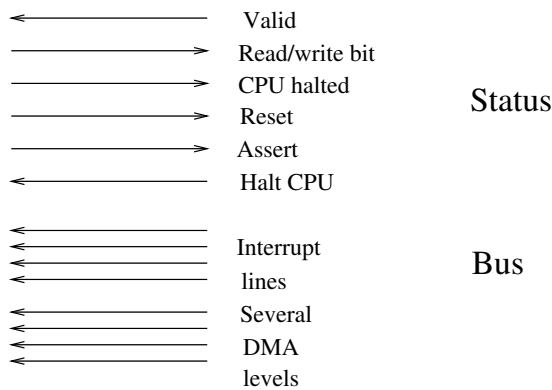 Valid
Read/write bit
CPU halted
Status
Reset
Assert
Halt CPU
Interrupt
Bus
lines
Several
DMA
levels